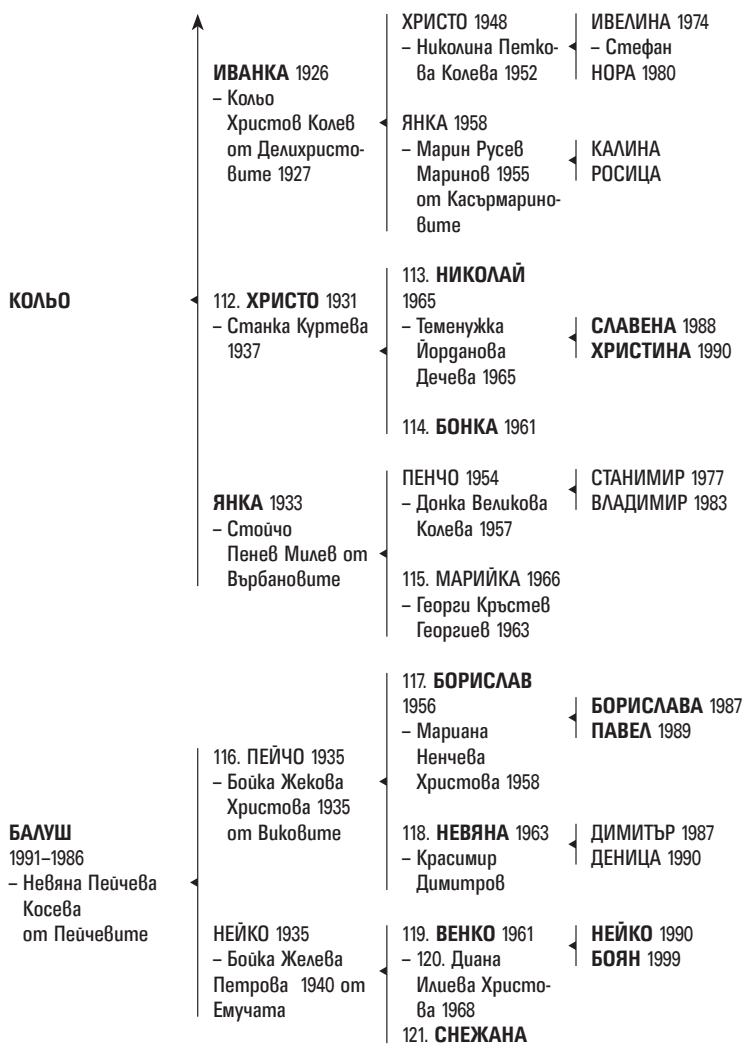 КОЛЬО
ИВАНКА 1926
– Кольо
Христов Колев
от Делихристо-
вите 1927
ХРИСТО 1948
– Николина Петко-
ва Колева 1952
ИВЕЛИНА 1974
– Стефан
НОРА 1980
ЯНКА 1958
– Марин Русев
Маринов 1955
от Касърмарино-
вите
КАЛИНА
РОСИЦА
112. ХРИСТО 1931
– Станка Куртева
1937
113. НИКОЛАЙ
1965
– Теменужка
Йорданова
Дечева 1965
СЛАВЕНА 1988
ХРИСТИНА 1990
114. БОНКА 1961
ЯНКА 1933
– Стойчо
Пенев Милев от
Върбановите
ПЕНЧО 1954
– Донка Великова
Колева 1957
СТАНИМИР 1977
ВЛАДИМИР 1983
115. МАРИЙКА 1966
– Георги Кръстев
Георгиев 1963
БАЛУШ
1991–1986
– Невяна Пейчева
Косева
от Пейчевите
116. ПЕЙЧО 1935
– Бойка Жекова
Христова 1935
от Виковите
117. БОРИСЛАВ
1956
– Мариана
Ненчева
Христова 1958
БОРИСЛАВА 1987
ПАВЕЛ 1989
118. НЕВЯНА 1963
– Красимир
Димитров
ДИМИТЪР 1987
ДЕНИЦА 1990
НЕЙКО 1935
– Бойка Желева
Петрова 1940 от
Емучата
119. ВЕНКО 1961
– 120. Диана
Илиева Христо-
ва 1968
НЕЙКО 1990
БОЯН 1999
121. СНЕЖАНА